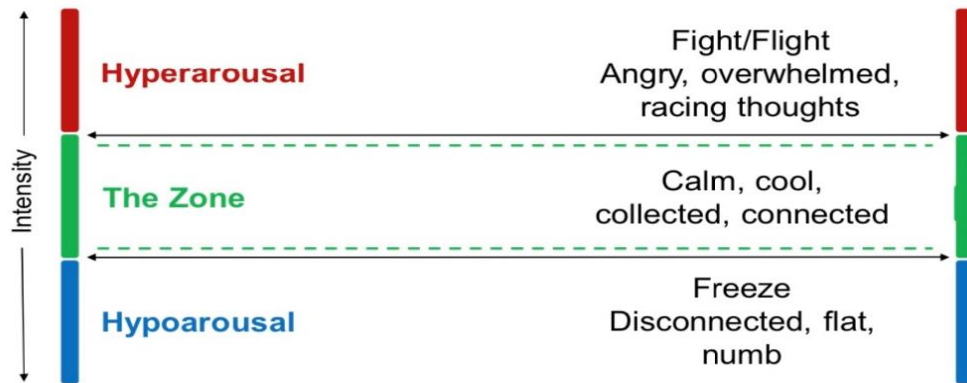 Intensity
Hyperarousal
Fight/Flight
Angry, overwhelmed,
racing thoughts
The Zone
Calm, cool,
collected, connected
Hypoarousal
Freeze
Disconnected, flat,
numb